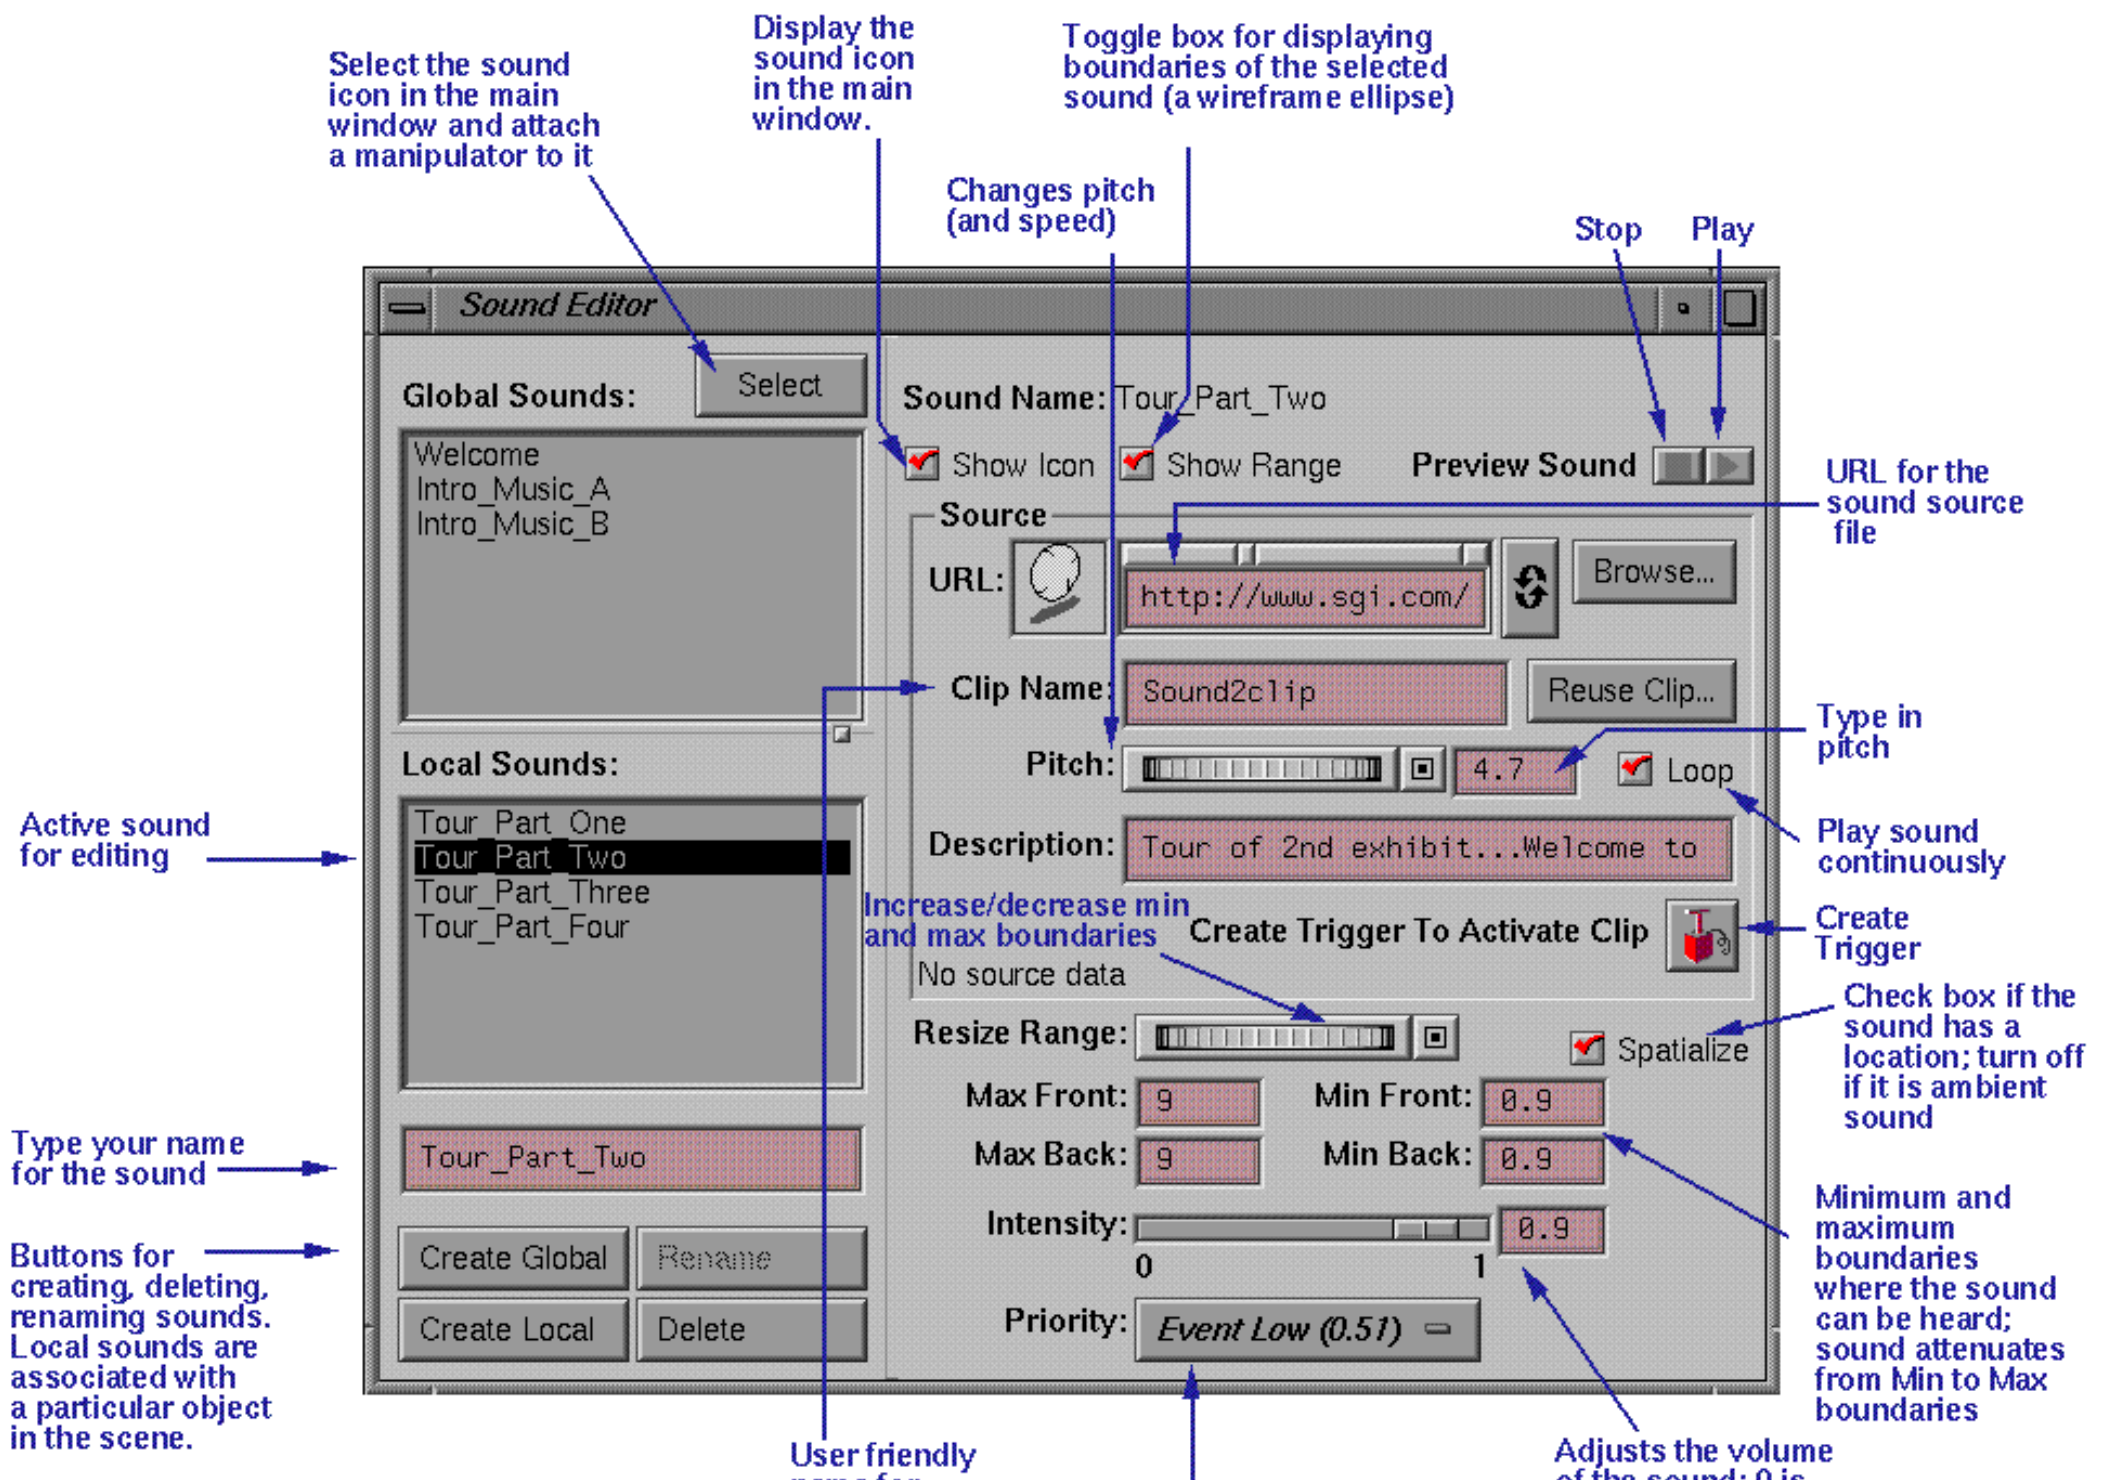 Display the
sound icon
in the main
window.
Toggle box for displaying
boundaries of the selected
sound (a wireframe ellipse)
Select the sound
icon in the main
window and attach
a manipulator to it
Changes pitch
(and speed)
Stop
Play
Sound Editor
Global Sounds:
Select
Welcome
Intro_Music_A
Intro_Music_B
Local Sounds:
Tour_Part_One
Tour_Part_Two
Tour_Part_Three
Tour_Part_Four
Active sound
for editing
Tour_Part_Two
Type your name
for the sound
Create Global
Rename
Create Local
Delete
Buttons for
creating, deleting,
renaming sounds.
Local sounds are
associated with
a particular object
in the scene.
Sound Name: Tour_Part_Two
Show Icon
Show Range
Preview Sound
URL for the
sound source
file
Source
URL:
http://www.sgi.com/
Browse...
Clip Name:
Sound2clip
Reuse Clip...
Type in
pitch
Pitch:
4.7
Loop
Play sound
continuously
Description:
Tour of 2nd exhibit...Welcome to
Increase/decrease min
and max boundaries
Create Trigger To Activate Clip
Create
Trigger
No source data
Check box if the
sound has a
location; turn off
if it is ambient
sound
Resize Range:
Spatialize
Max Front:
9
Min Front:
0.9
Max Back:
9
Min Back:
0.9
Minimum and
maximum
boundaries
where the sound
can be heard;
sound attenuates
from Min to Max
boundaries
Intensity:
0.9
0
1
Priority:
Event Low (0.51)
User friendly
Adjusts the volume
of the sound; 0 is